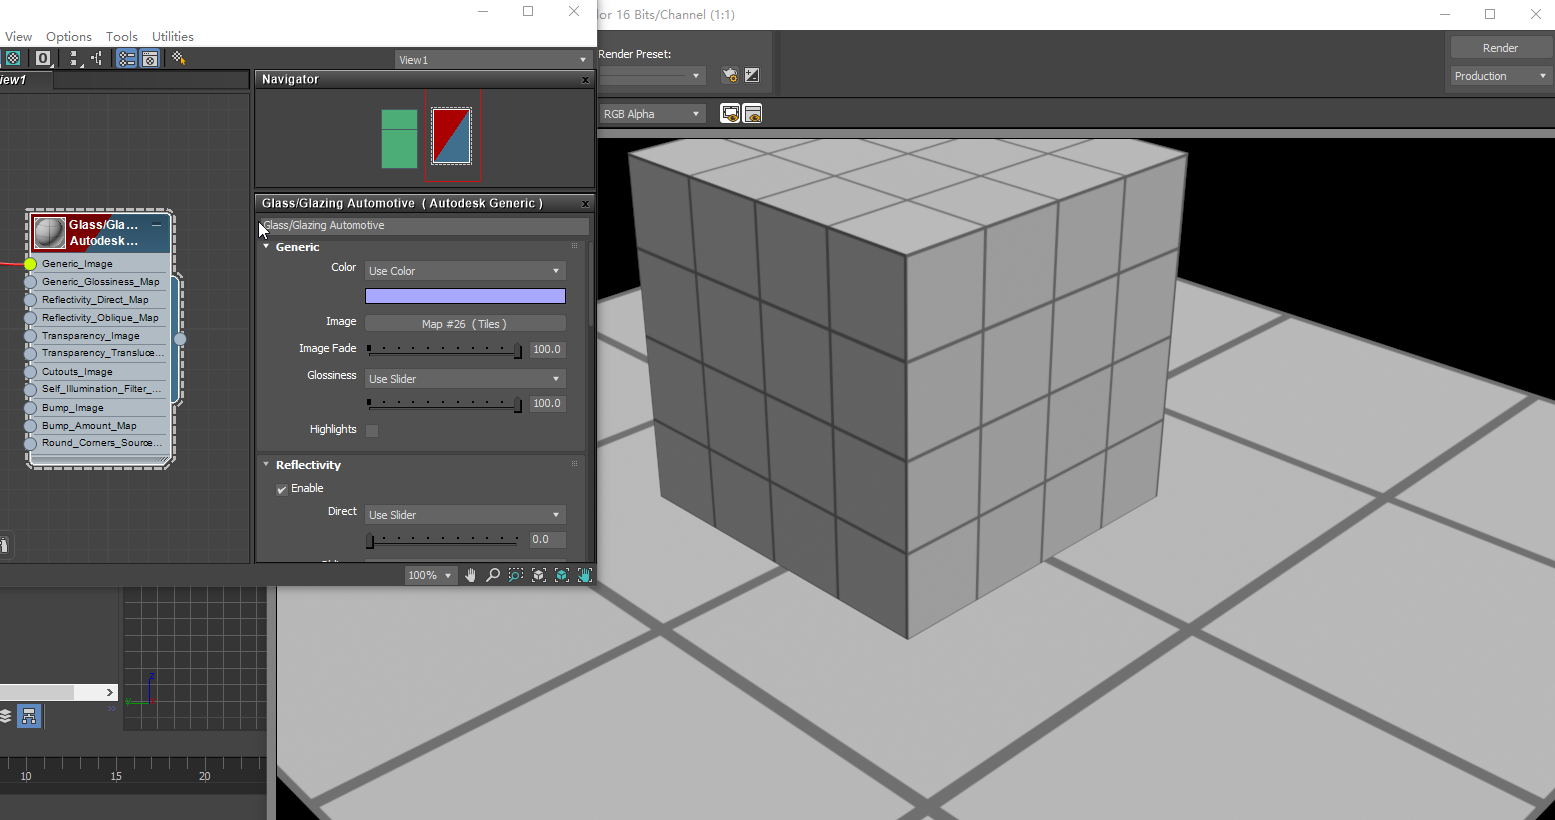 lor 16 Bits/Channel (1:1)
View Options Tools Utilities
Render Preset:
Render
View1
Production
iew1
Navigator
RGB Alpha
Glass/Glazing Automotive ( Autodesk Generic )
Glass/Glazing Automotive
Glass/Gla...
Autodesk...
Generic
Generic_Image
Color
Use Color
Generic_Glossiness_Map
Reflectivity_Direct_Map
Reflectivity_Oblique_Map
Image
Map #26 ( Tiles )
Transparency_Image
Image Fade
100.0
Transparency_Transluce...
Cutouts_Image
Glossiness
Use Slider
Self_Illumination_Filter_...
100.0
Bump_Image
Bump_Amount_Map
Highlights
Round_Corners_Source...
Reflectivity
Enable
Direct
Use Slider
0.0
100%
z
y
10
15
20